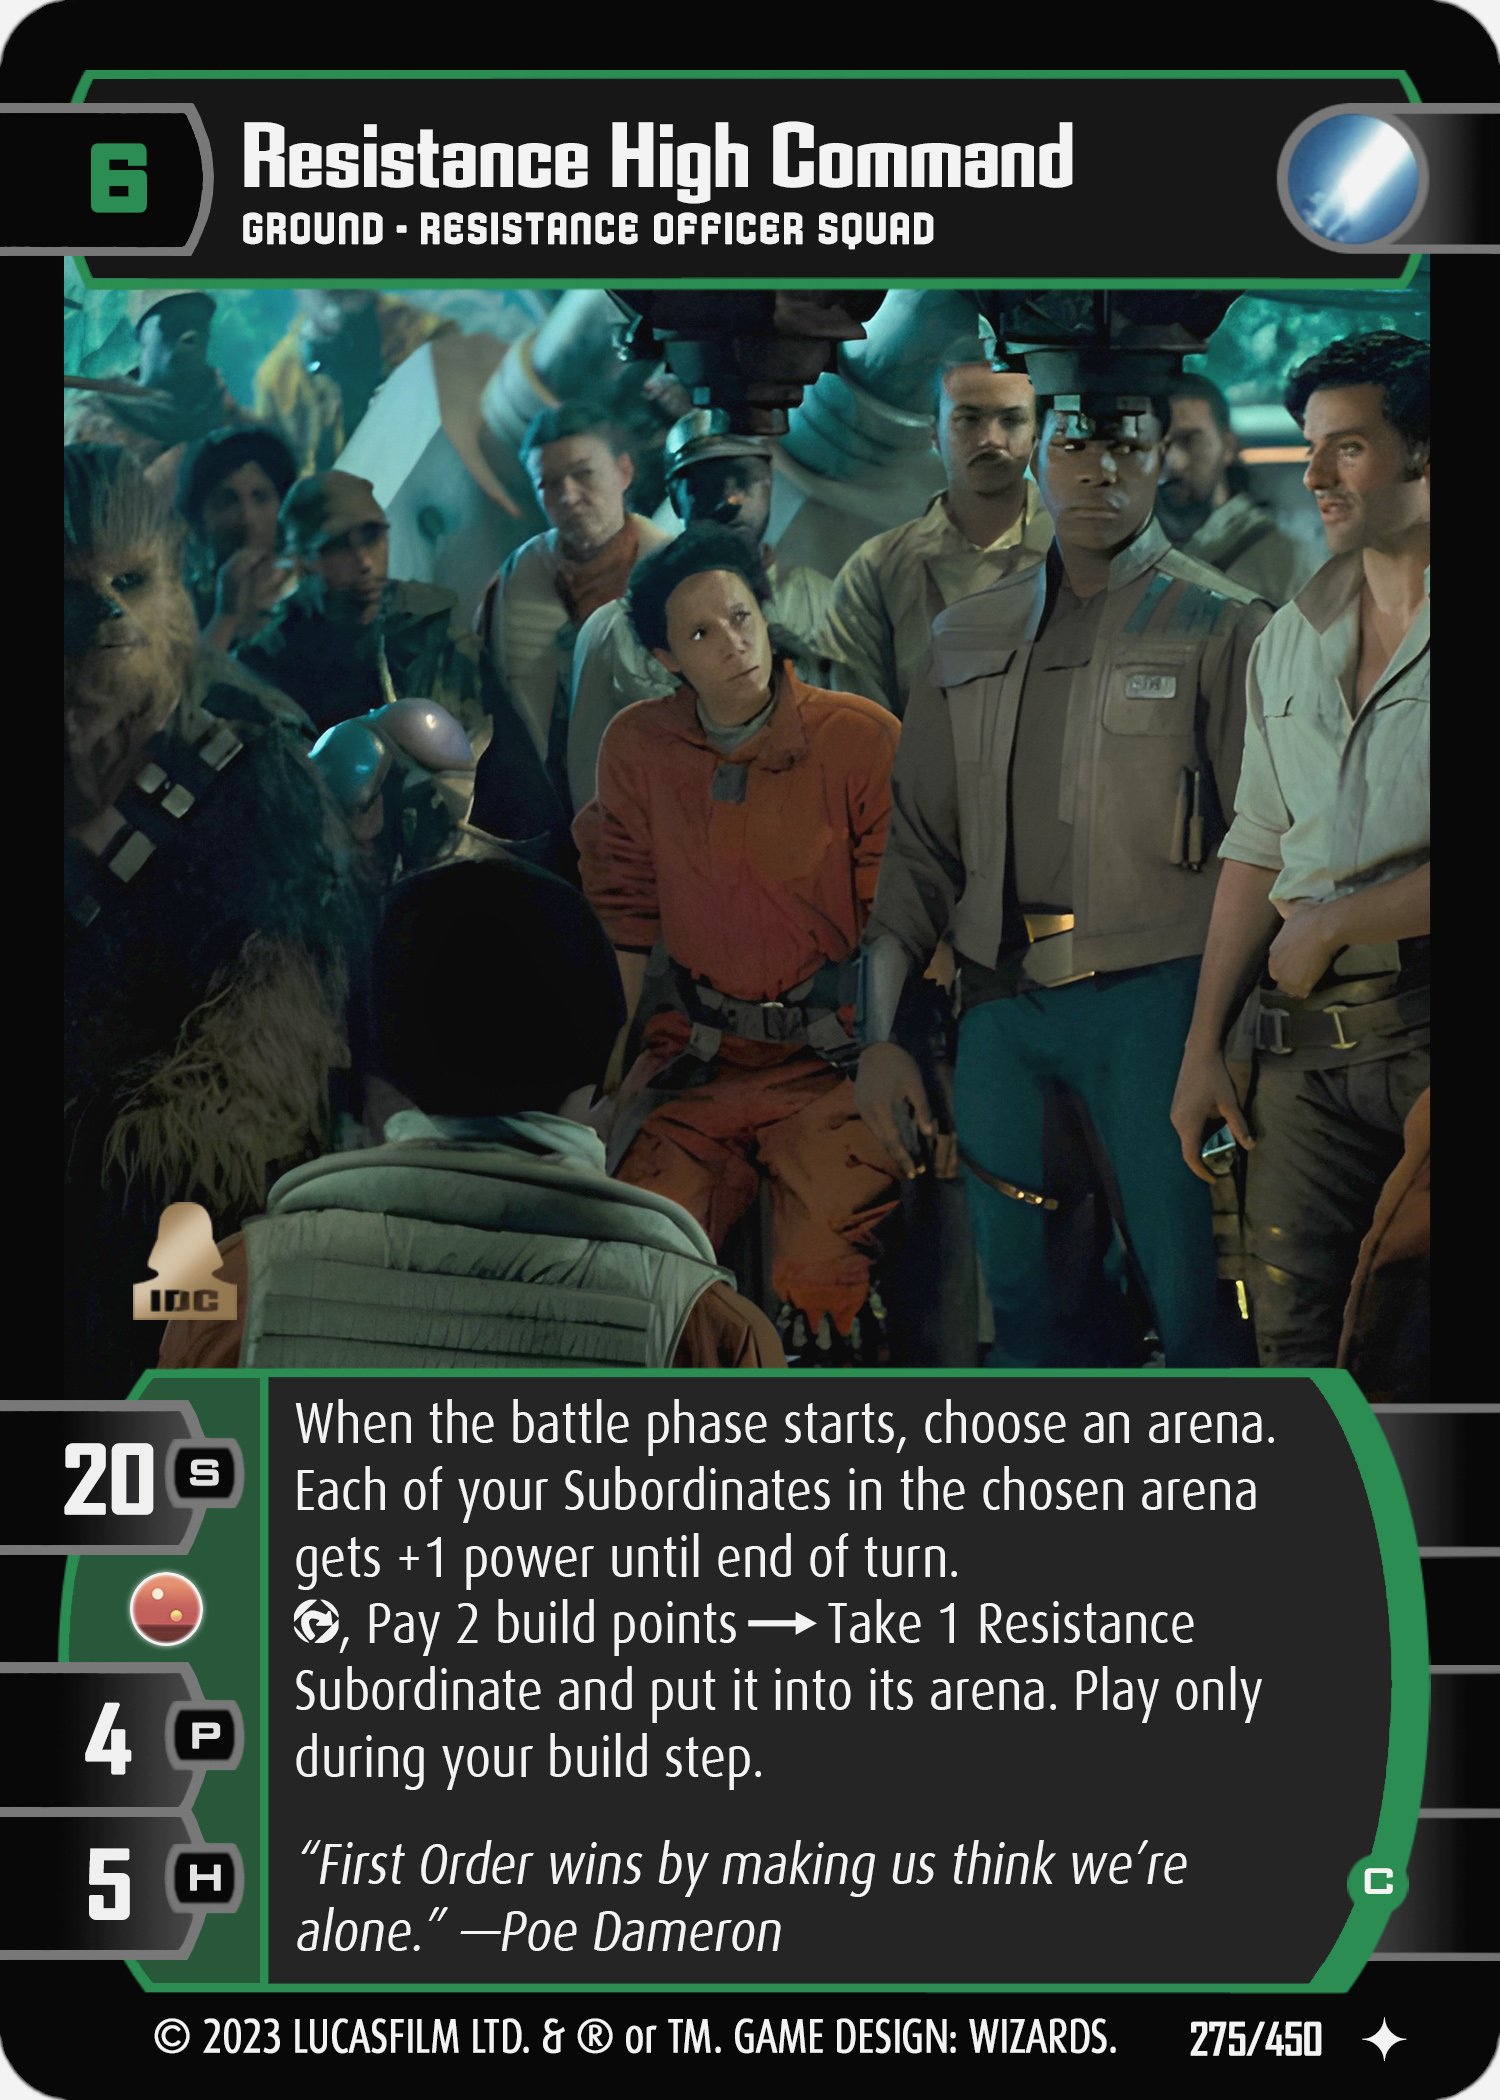 6
Resistance High Command
GROUND - RESISTANCE OFFICER SQUAD
IDC
20 S
4 P
5 H
When the battle phase starts, choose an arena.
Each of your Subordinates in the chosen arena
gets +1 power until end of turn.
, Pay 2 build points → Take 1 Resistance
Subordinate and put it into its arena. Play only
during your build step.
“First Order wins by making us think we’re
alone.” —Poe Dameron
C
© 2023 LUCASFILM LTD. & ® or TM. GAME DESIGN: WIZARDS.
275/450